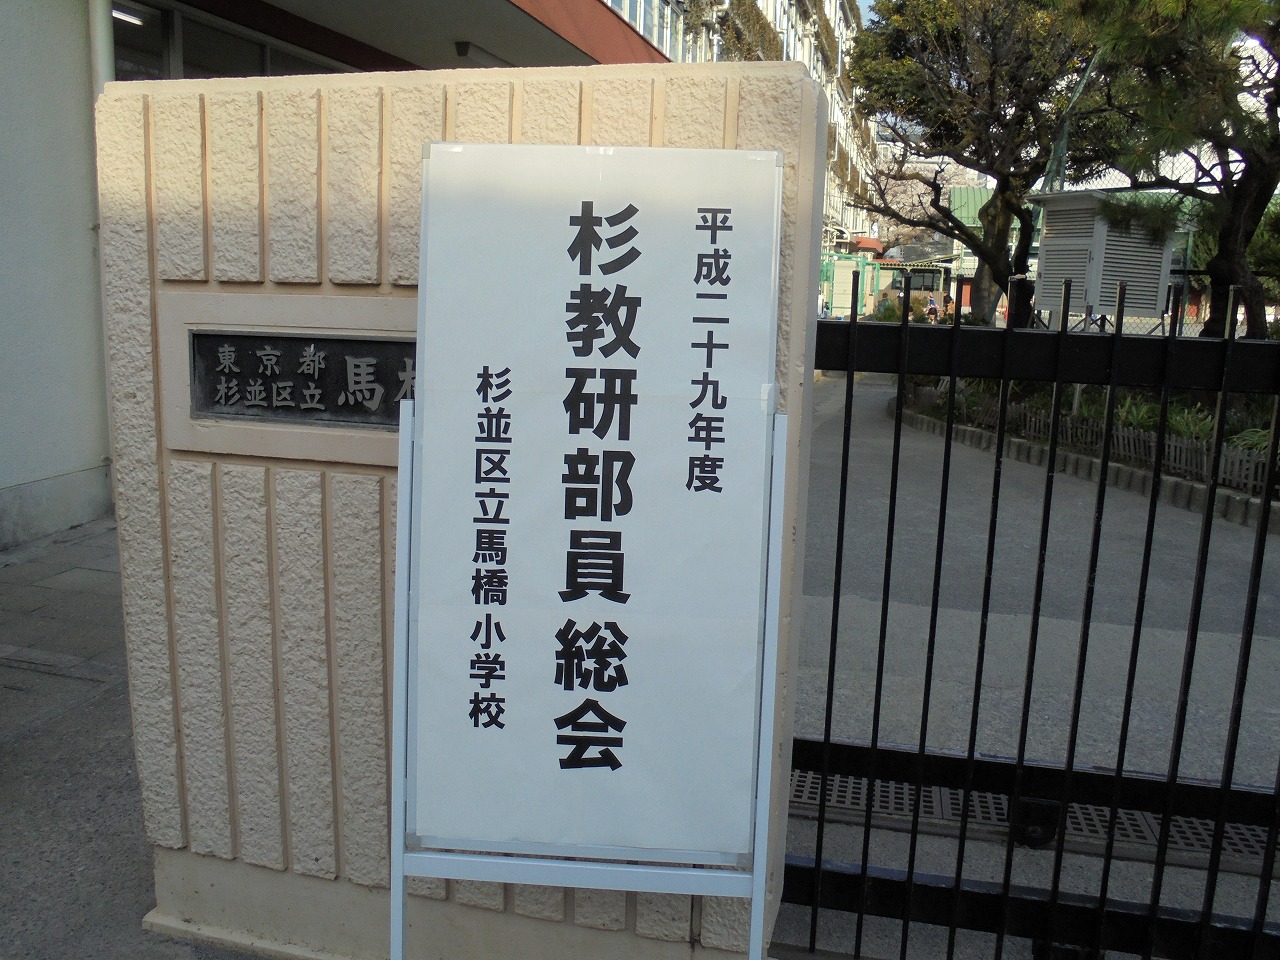 平成二十九年度
杉教研部員総会
杉並区立馬橋小学校
東京都
杉並区立
馬